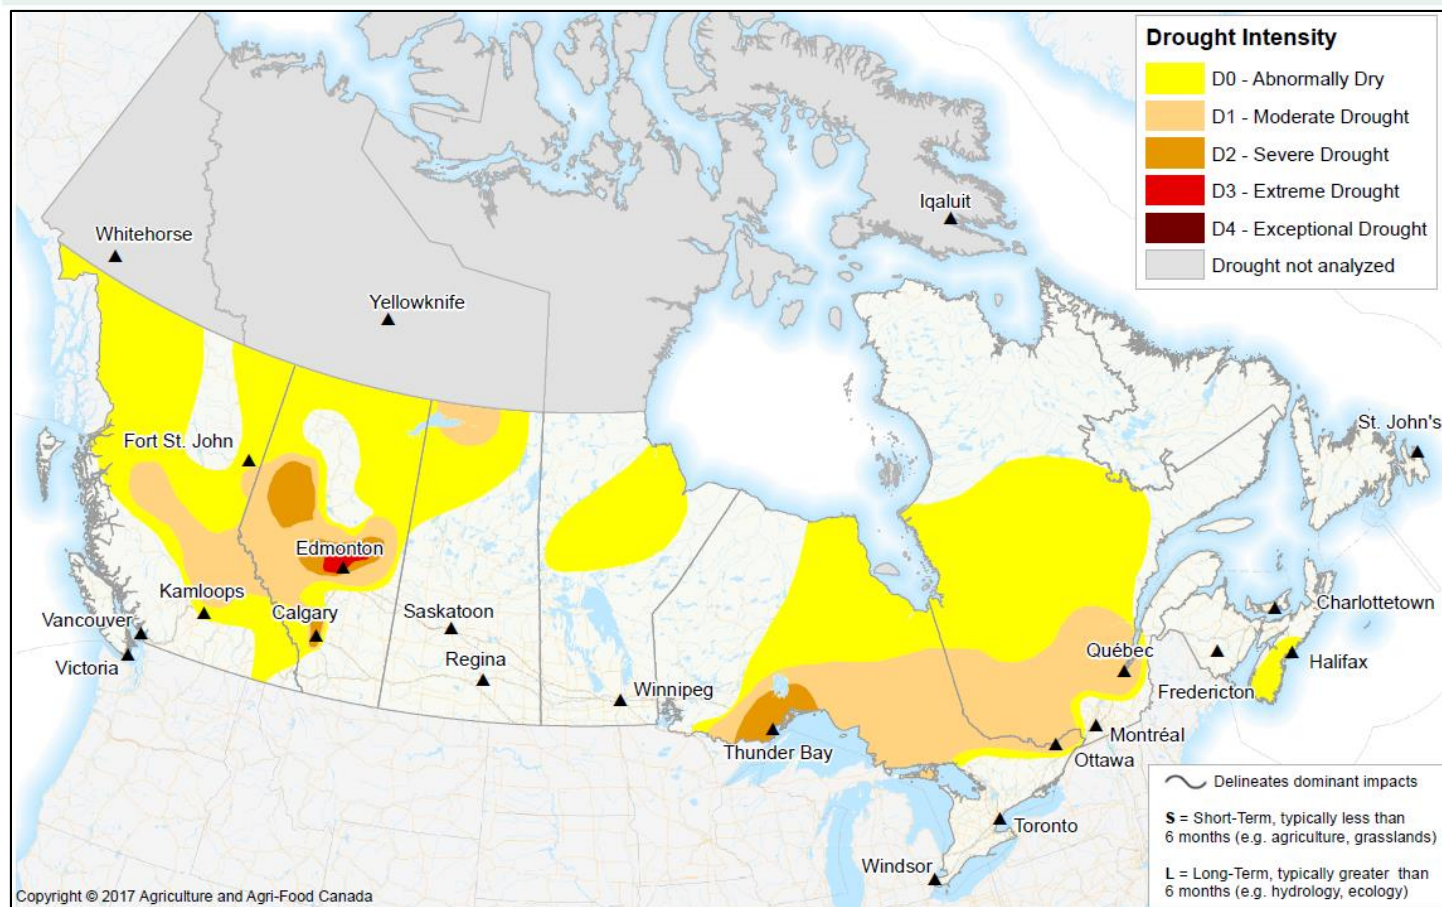 Drought Intensity
D0 - Abnormally Dry
D1 - Moderate Drought
D2 - Severe Drought
D3 - Extreme Drought
D4 - Exceptional Drought
Drought not analyzed
Iqaluit
Whitehorse
Yellowknife
St. John's
Fort St. John
Edmonton
Kamloops
Calgary
Saskatoon
Vancouver
Charlottetown
Victoria
Regina
Québec
Halifax
Winnipeg
Fredericton
Thunder Bay
Montréal
Ottawa
Toronto
Windsor
Delineates dominant impacts
S = Short-Term, typically less than
6 months (e.g. agriculture, grasslands)
L = Long-Term, typically greater than
6 months (e.g. hydrology, ecology)
Copyright © 2017 Agriculture and Agri-Food Canada